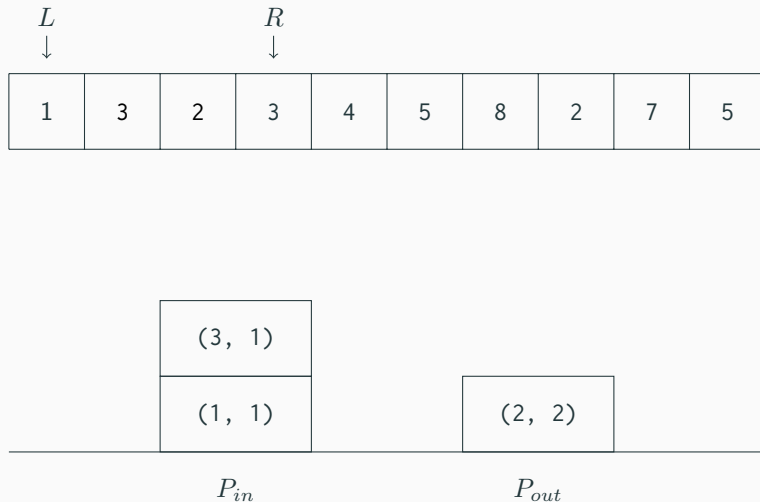 L R
↓ ↓
1 3 2 3 4 5 8 2 7 5
(3, 1)
(1, 1) (2, 2)
P_in P_out